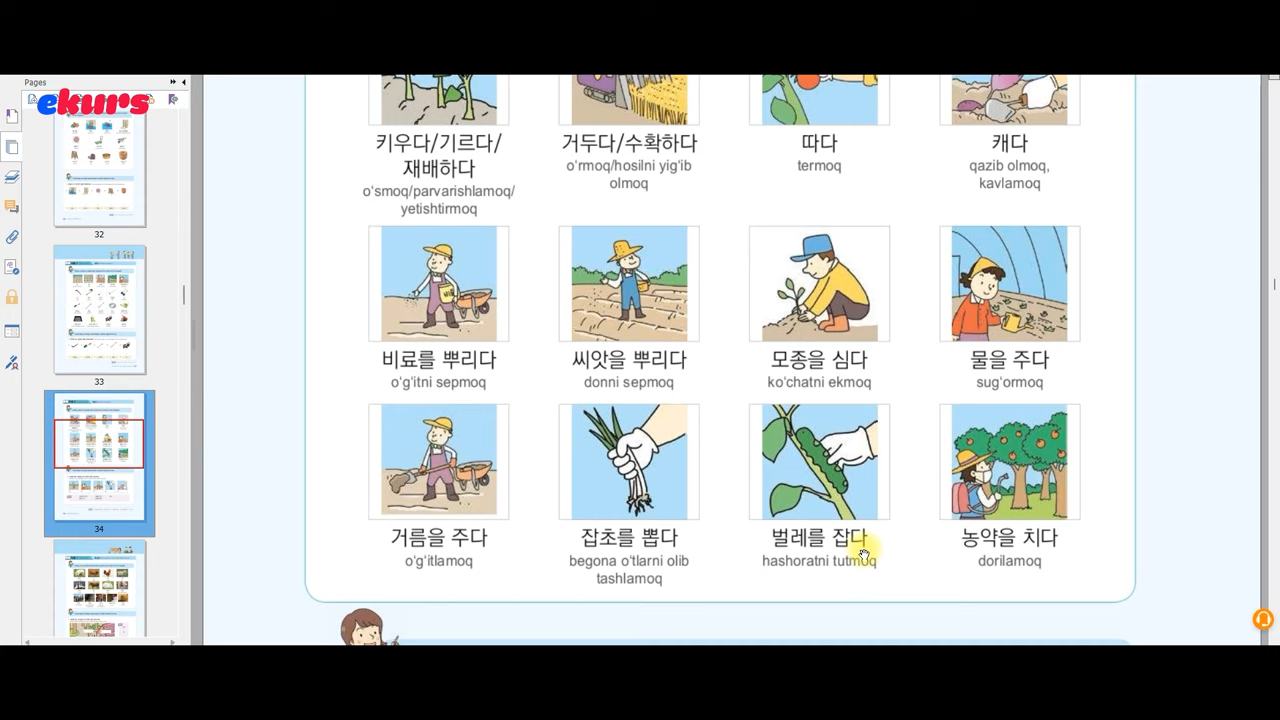 Pages
ekurs
32
33
34
키우다/기르다/
재배하다
o'smoq/parvarishlamoq/
yetishtirmoq
거두다/수확하다
o'rmoq/hosilni yig'ib
olmoq
따다
termoq
캐다
qazib olmoq,
kavlamoq
비료를 뿌리다
o'g'itni sepmoq
씨앗을 뿌리다
donni sepmoq
모종을 심다
ko'chatni ekmoq
물을 주다
sug'ormoq
거름을 주다
o'g'itlamoq
잡초를 뽑다
begona o'tlarni olib
tashlamoq
벌레를 잡다
hashoratni tutmoq
농약을 치다
dorilamoq